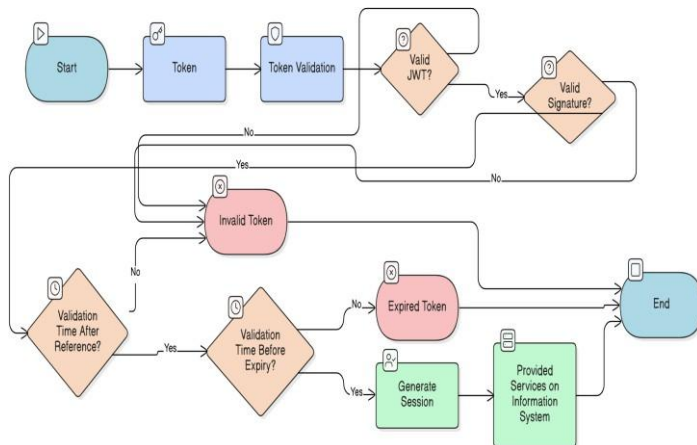 Start
Token
Token Validation
Valid
JWT?
Yes
Valid
Signature?
No
Yes
No
Invalid Token
No
Validation
Time After
Reference?
Yes
Validation
Time Before
Expiry?
No
Expired Token
End
Yes
Generate
Session
Provided
Services on
Information
System